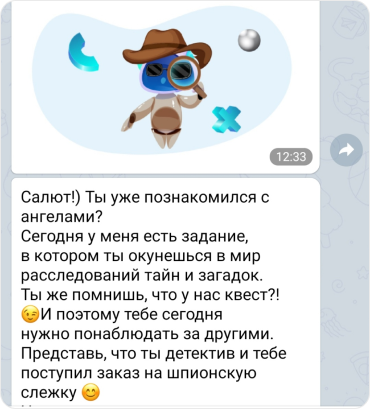 12:33
Салют!) Ты уже познакомился с
ангелами?
Сегодня у меня есть задание,
в котором ты окунешься в мир
расследований тайн и загадок.
Ты же помнишь, что у нас квест?!
😉И поэтому тебе сегодня
нужно понаблюдать за другими.
Представь, что ты детектив и тебе
поступил заказ на шпионскую
слежку 😊